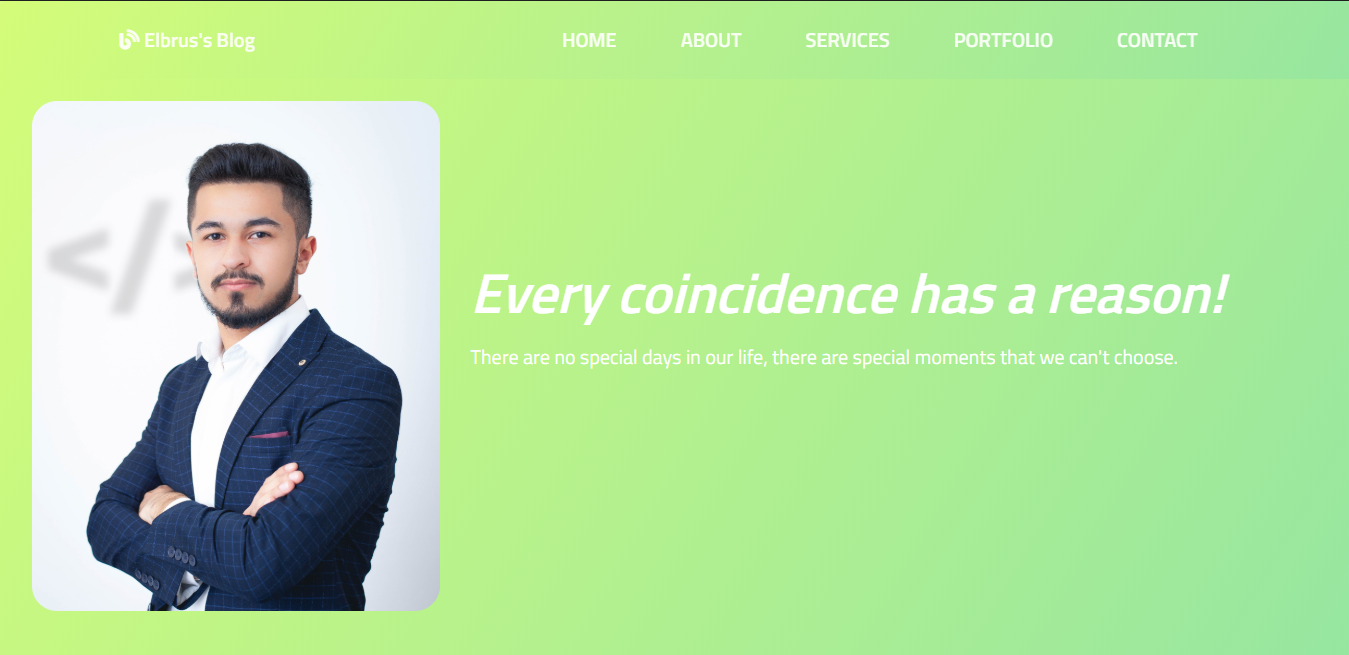 Elbrus's Blog
HOME ABOUT SERVICES PORTFOLIO CONTACT
</>
Every coincidence has a reason!
There are no special days in our life, there are special moments that we can't choose.